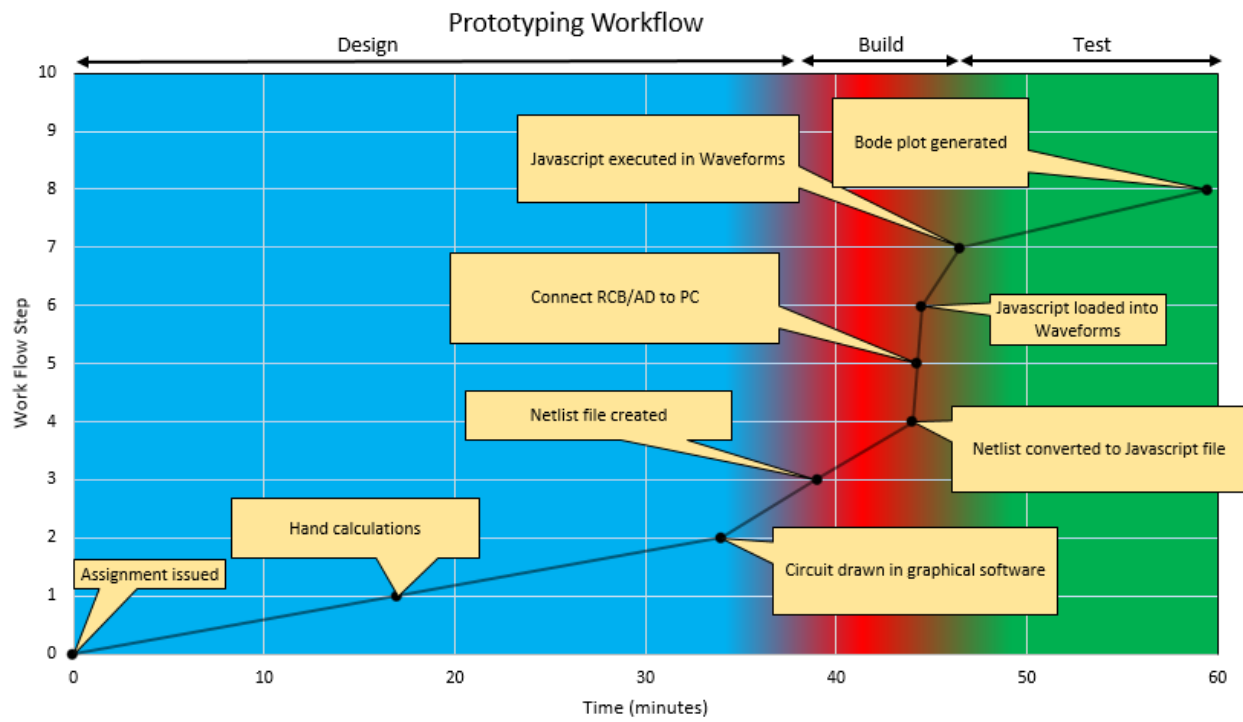 Prototyping Workflow
Design
Build
Test
10
9
8
7
6
5
4
3
2
1
0
Work Flow Step
Bode plot generated
Javascript executed in Waveforms
Connect RCB/AD to PC
Javascript loaded into
Waveforms
Netlist file created
Netlist converted to Javascript file
Hand calculations
Circuit drawn in graphical software
Assignment issued
0
10
20
30
40
50
60
Time (minutes)